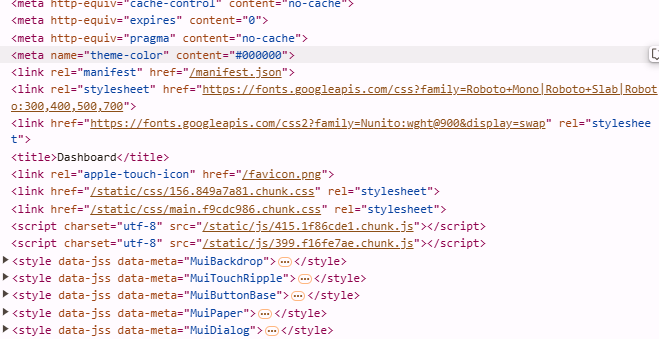 <meta http-equiv="cache-control" content="no-cache">
<meta http-equiv="expires" content="0">
<meta http-equiv="pragma" content="no-cache">
<meta name="theme-color" content="#000000">
<link rel="manifest" href="/manifest.json">
<link rel="stylesheet" href="https://fonts.googleapis.com/css?family=Roboto+Mono|Roboto+Slab|Robot
o:300,400,500,700">
<link href="https://fonts.googleapis.com/css2?family=Nunito:wght@900&display=swap" rel="styleshee
t">
<title>Dashboard</title>
<link rel="apple-touch-icon" href="/favicon.png">
<link href="/static/css/156.849a7a81.chunk.css" rel="stylesheet">
<link href="/static/css/main.f9cdc986.chunk.css" rel="stylesheet">
<script charset="utf-8" src="/static/js/415.1f86cde1.chunk.js"></script>
<script charset="utf-8" src="/static/js/399.f16fe7ae.chunk.js"></script>
<style data-jss data-meta="MuiBackdrop">…</style>
<style data-jss data-meta="MuiTouchRipple">…</style>
<style data-jss data-meta="MuiButtonBase">…</style>
<style data-jss data-meta="MuiPaper">…</style>
<style data-jss data-meta="MuiDialog">…</style>